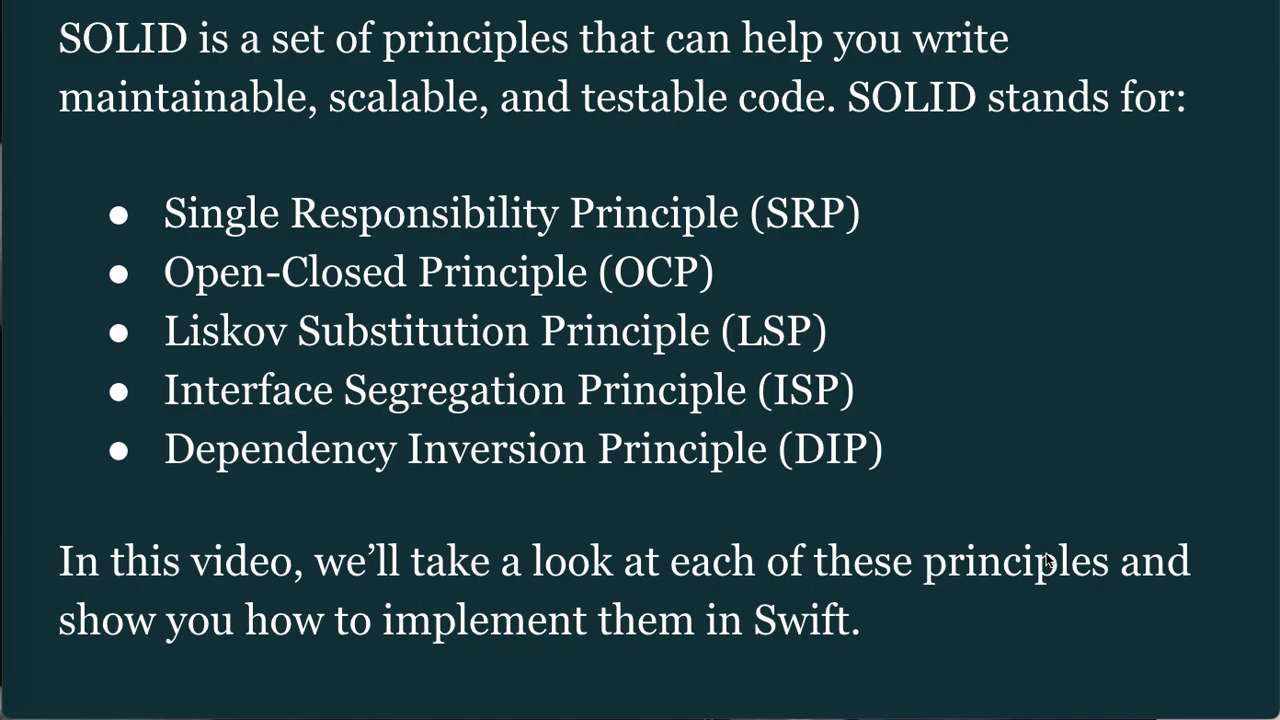 SOLID is a set of principles that can help you write
maintainable, scalable, and testable code. SOLID stands for:
● Single Responsibility Principle (SRP)
● Open-Closed Principle (OCP)
● Liskov Substitution Principle (LSP)
● Interface Segregation Principle (ISP)
● Dependency Inversion Principle (DIP)
In this video, we’ll take a look at each of these principles and
show you how to implement them in Swift.